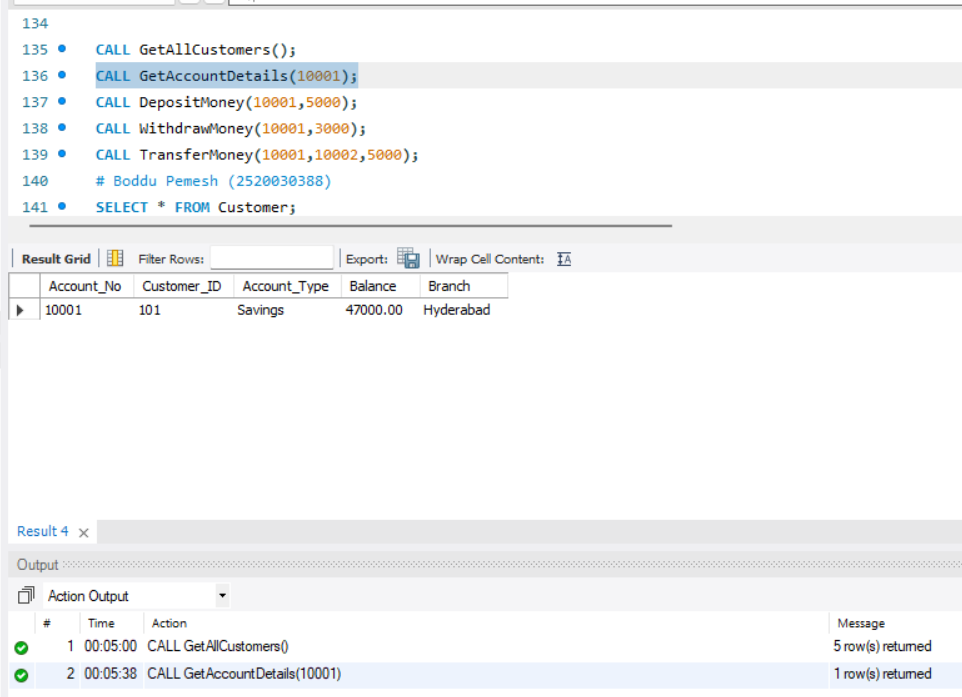 134
135 CALL GetAllCustomers();
136 CALL GetAccountDetails(10001);
137 CALL DepositMoney(10001,5000);
138 CALL WithdrawMoney(10001,3000);
139 CALL TransferMoney(10001,10002,5000);
140 # Boddu Pemesh (2520030388)
141 SELECT * FROM Customer;
Result Grid Filter Rows: Export: Wrap Cell Content:
Account_No Customer_ID Account_Type Balance Branch
10001 101 Savings 47000.00 Hyderabad
Result 4
Output
Action Output
# Time Action Message
1 00:05:00 CALL GetAllCustomers() 5 row(s) returned
2 00:05:38 CALL GetAccountDetails(10001) 1 row(s) returned